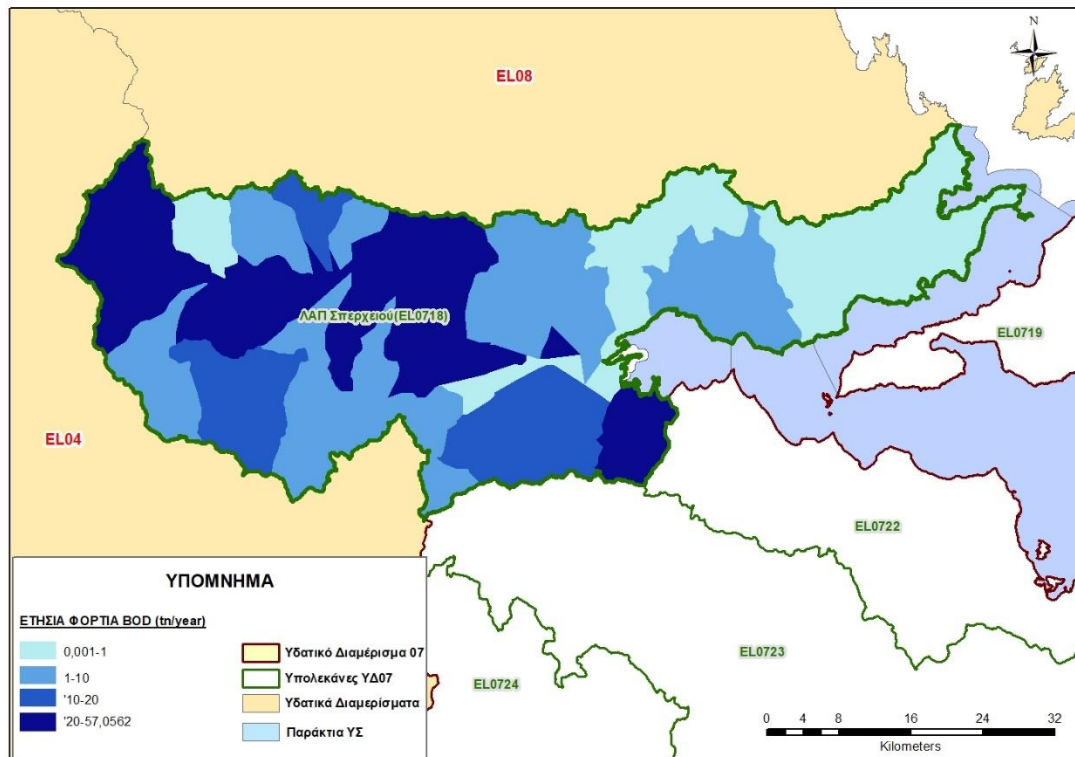 N
EL08
ΛΑΠ Σπερχειού(EL0718)
EL0719
EL04
EL0722
EL0723
EL0724
ΥΠΟΜΝΗΜΑ
ΕΤΗΣΙΑ ΦΟΡΤΙΑ BOD (tn/year)
0,001-1
1-10
'10-20
'20-57,0562
Υδατικό Διαμέρισμα 07
Υπολεκάνες ΥΔ07
Υδατικά Διαμερίσματα
Παράκτια ΥΣ
0 4 8 16 24 32
Kilometers